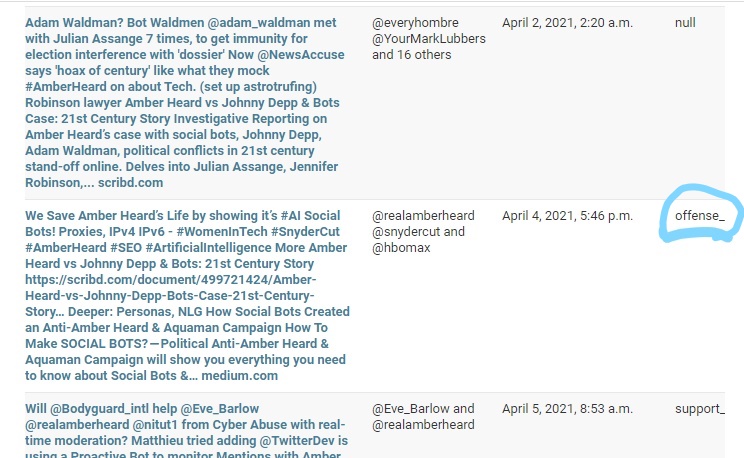 Adam Waldman? Bot Waldmen @adam_waldman met
with Julian Assange 7 times, to get immunity for
election interference with 'dossier' Now @NewsAccuse
says 'hoax of century' like what they mock
#AmberHeard on about Tech. (set up astrotrufing)
Robinson lawyer Amber Heard vs Johnny Depp & Bots
Case: 21st Century Story Investigative Reporting on
Amber Heard's case with social bots, Johnny Depp,
Adam Waldman, political conflicts in 21st century
stand-off online. Delves into Julian Assange, Jennifer
Robinson,... scribd.com
@everyhombre
@YourMarkLubbers
and 16 others
April 2, 2021, 2:20 a.m.
null
We Save Amber Heard's Life by showing it's #AI Social
Bots! Proxies, IPv4 IPv6 - #WomenInTech #SnyderCut
#AmberHeard #SEO #ArtificialIntelligence More Amber
Heard vs Johnny Depp & Bots: 21st Century Story
https://scribd.com/document/499721424/Amber-
Heard-vs-Johnny-Depp-Bots-Case-21st-Century-
Story… Deeper: Personas, NLG How Social Bots Created
an Anti-Amber Heard & Aquaman Campaign How To
Make SOCIAL BOTS?—Political Anti-Amber Heard &
Aquaman Campaign will show you everything you need
to know about Social Bots &… medium.com
@realamberheard
@snydercut and
@hbomax
April 4, 2021, 5:46 p.m.
offense_
Will @Bodyguard_intl help @Eve_Barlow
@realamberheard @nitut1 from Cyber Abuse with real-
time moderation? Matthieu tried adding @TwitterDev is
using a Proactive Bot to monitor Mentions with Amber
@Eve_Barlow and
@realamberheard
April 5, 2021, 8:53 a.m.
support_